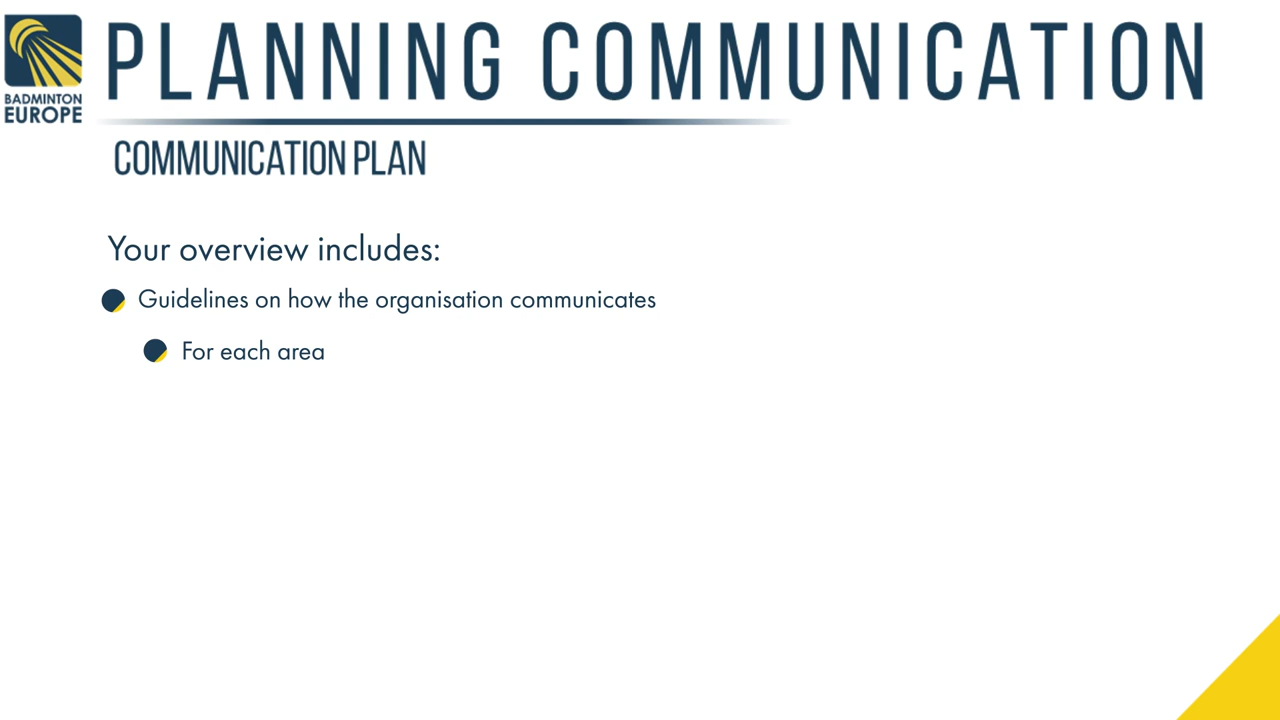 PLANNING COMMUNICATION
BADMINTON
EUROPE
COMMUNICATION PLAN
Your overview includes:
Guidelines on how the organisation communicates
For each area